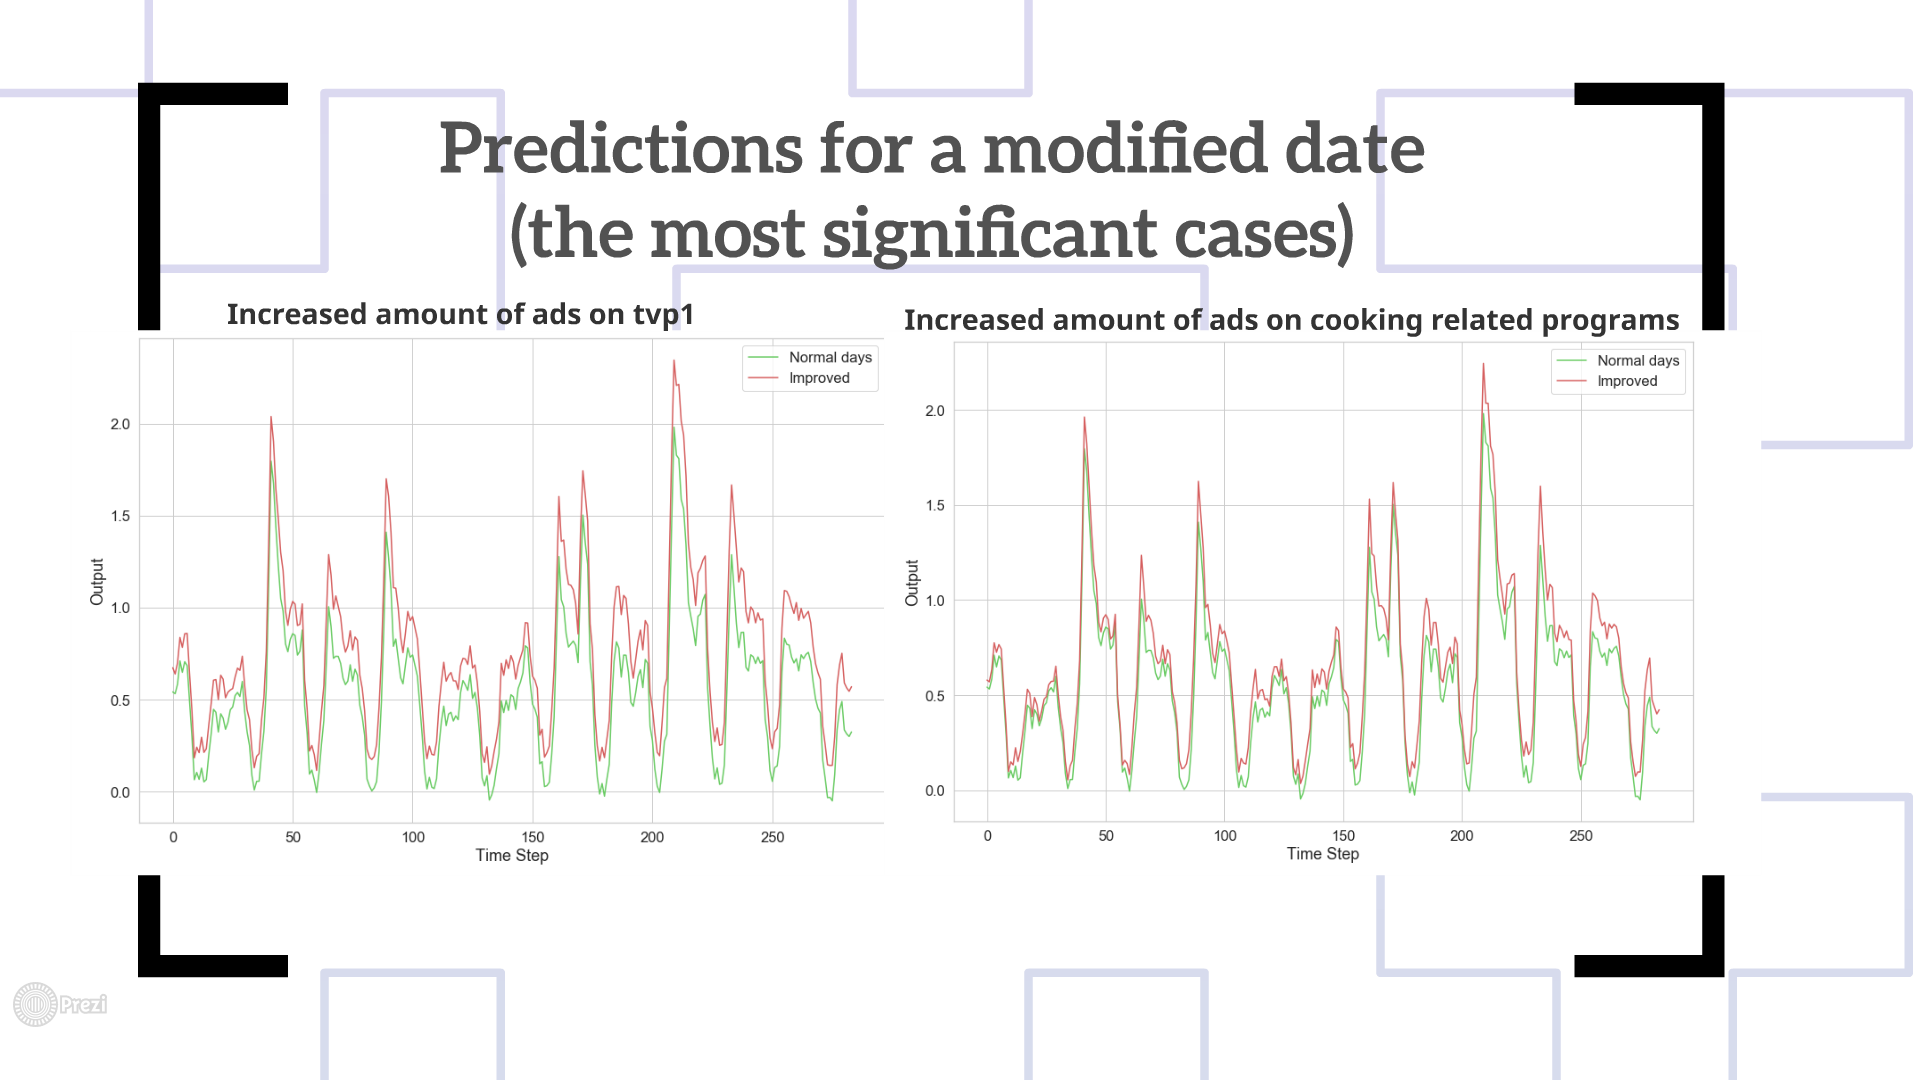 Predictions for a modified date
(the most significant cases)
Increased amount of ads on tvp1
Normal days
Improved
2.0
1.5
1.0
0.5
0.0
Output
0 50 100 150 200 250
Time Step
Increased amount of ads on cooking related programs
Normal days
Improved
2.0
1.5
1.0
0.5
0.0
Output
0 50 100 150 200 250
Time Step
Prezi